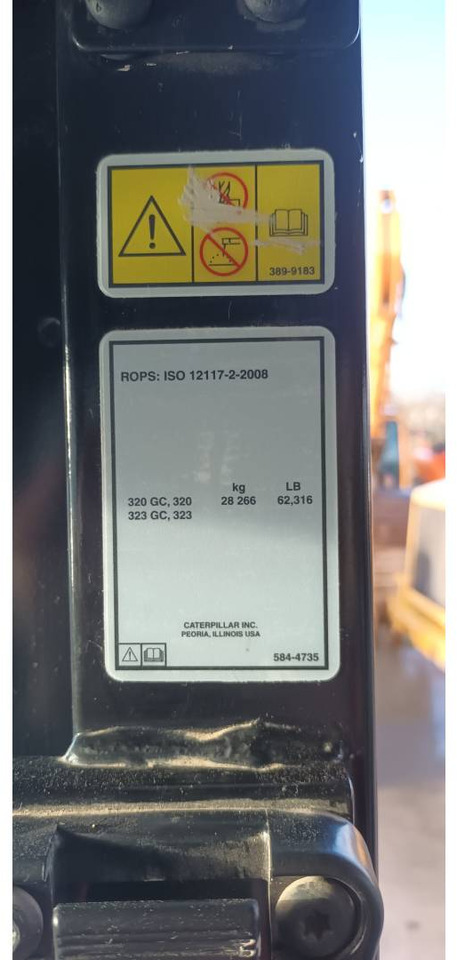 389-9183
ROPS: ISO 12117-2-2008
kg LB
320 GC, 320 28 266 62,316
323 GC, 323
CATERPILLAR INC.
PEORIA, ILLINOIS USA
584-4735